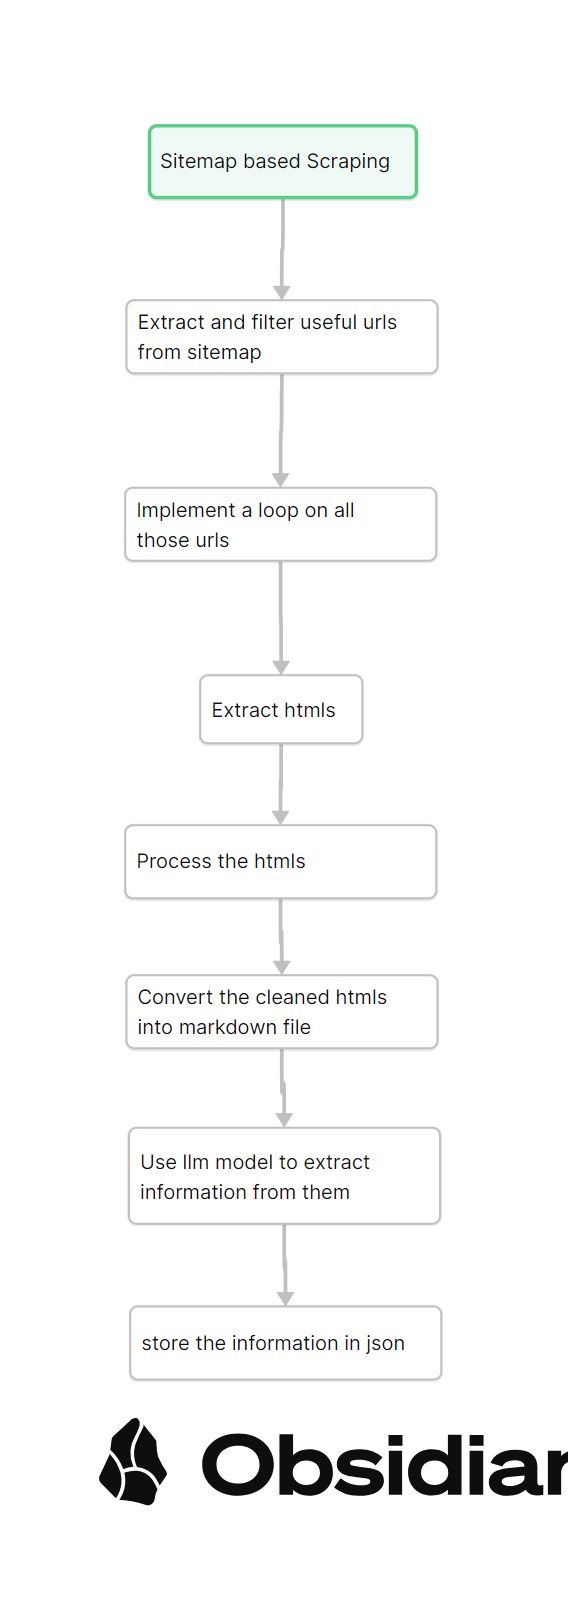 Sitemap based Scraping
Extract and filter useful urls
from sitemap
Implement a loop on all
those urls
Extract htmls
Process the htmls
Convert the cleaned htmls
into markdown file
Use llm model to extract
information from them
store the information in json
Obsidian